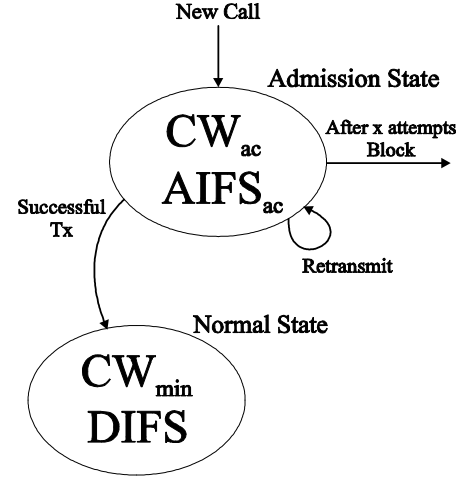 New Call
Admission State
CWac
AIFSac
After x attempts
Block
Successful
Tx
Retransmit
Normal State
CWmin
DIFS